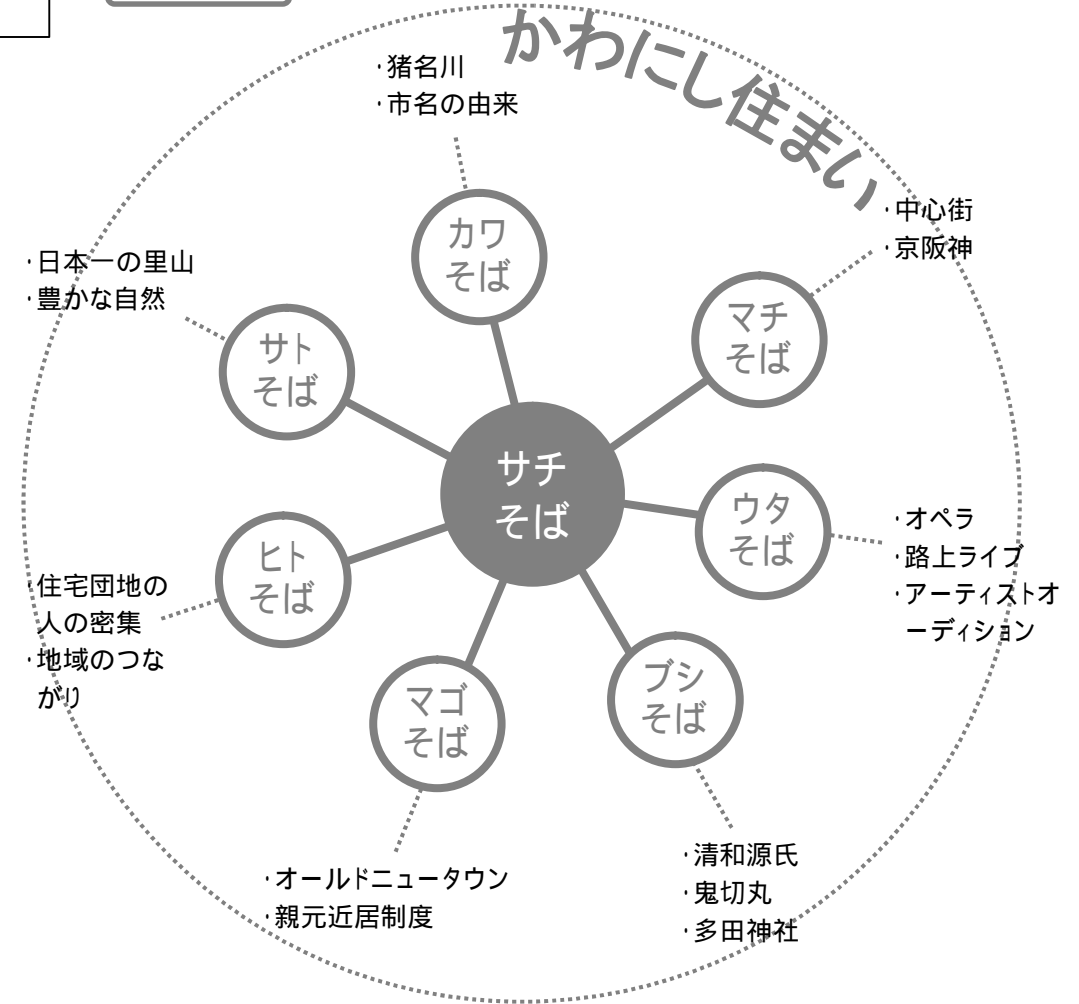 かわにし住まい
・猪名川
・市名の由来
カワ
そば
・中心街
・京阪神
マチ
そば
・日本一の里山
・豊かな自然
サト
そば
サチ
そば
ウタ
そば
・オペラ
・路上ライブ
・アーティストオ
ーディション
ヒト
そば
・住宅団地の
人の密集
・地域のつな
がり
マゴ
そば
ブシ
そば
・オールドニュータウン
・親元近居制度
・清和源氏
・鬼切丸
・多田神社